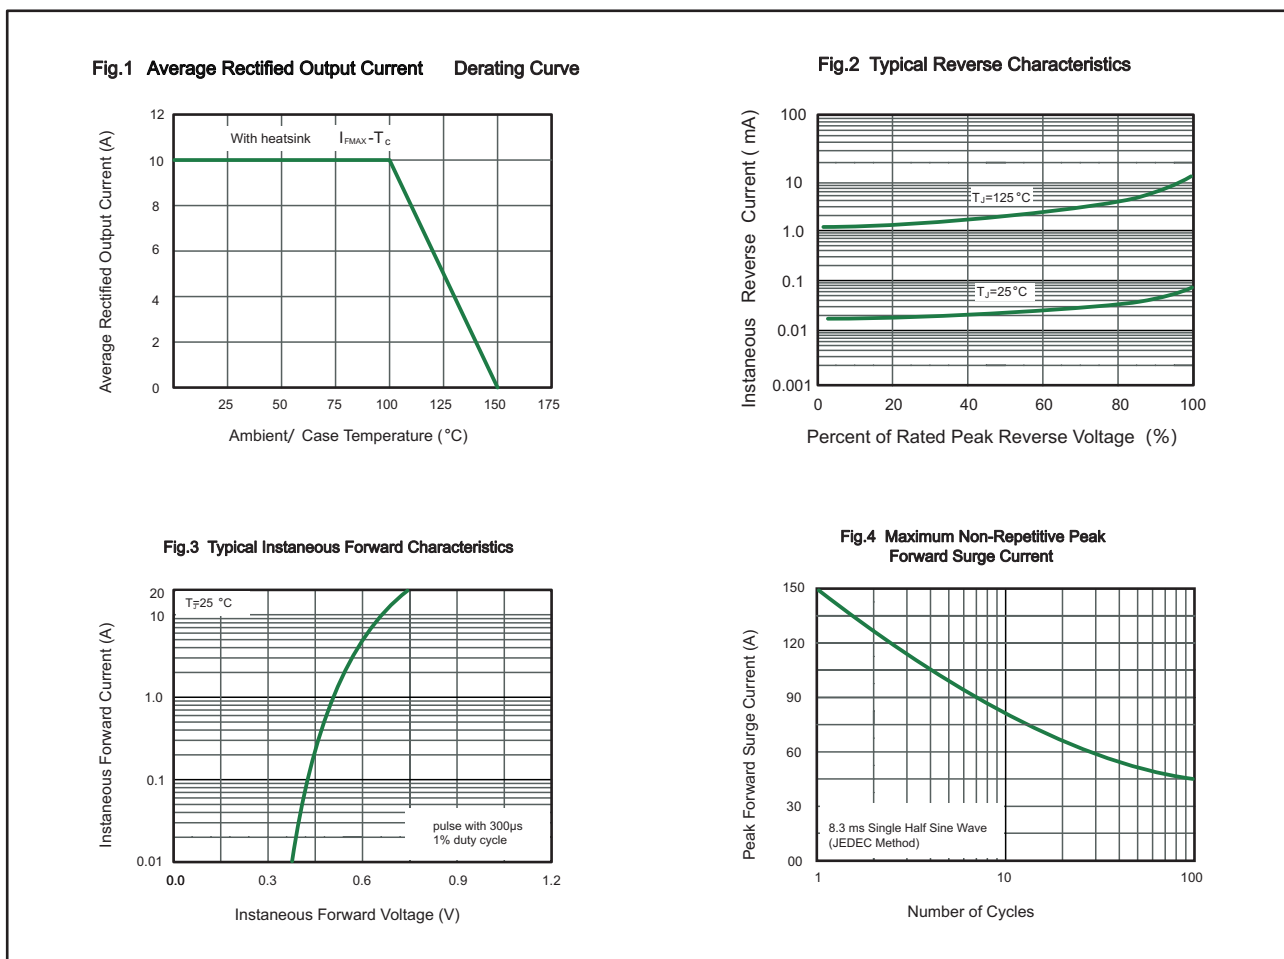 Fig.1 Average Rectified Output Current Derating Curve
12
10
8
6
4
2
0
With heatsink I FMAX -T c
Average Rectified Output Current (A)
25 50 75 100 125 150 175
Ambient/ Case Temperature (°C)
Fig.2 Typical Reverse Characteristics
100
10
1.0
0.1
0.01
0.001
TJ=125°C
TJ=25°C
Instaneous Reverse Current ( mA)
0 20 40 60 80 100
Percent of Rated Peak Reverse Voltage (%)
Fig.3 Typical Instaneous Forward Characteristics
20
10
1.0
0.1
0.01
TJ=25 °C
pulse with 300µs
1% duty cycle
Instaneous Forward Current (A)
0.0 0.3 0.6 0.9 1.2
Instaneous Forward Voltage (V)
Fig.4 Maximum Non-Repetitive Peak
Forward Surge Current
150
120
90
60
30
00
8.3 ms Single Half Sine Wave
(JEDEC Method)
Peak Forward Surge Current (A)
1 10 100
Number of Cycles